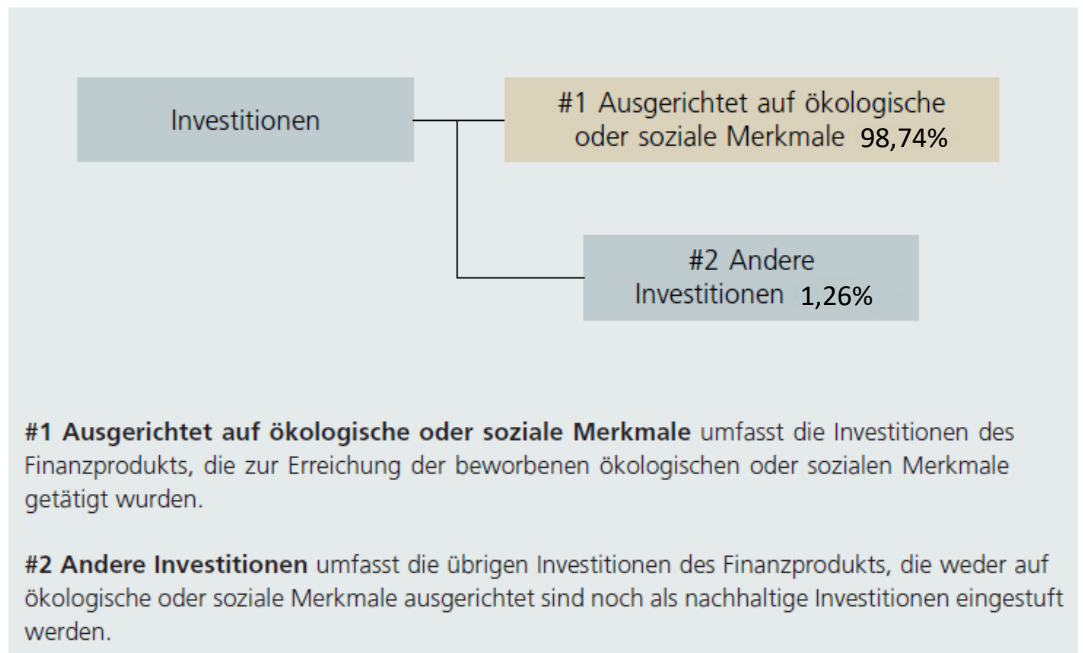 Investitionen
#1 Ausgerichtet auf ökologische
oder soziale Merkmale 98,74%
#2 Andere
Investitionen 1,26%
#1 Ausgerichtet auf ökologische oder soziale Merkmale umfasst die Investitionen des
Finanzprodukts, die zur Erreichung der beworbenen ökologischen oder sozialen Merkmale
getätigt wurden.
#2 Andere Investitionen umfasst die übrigen Investitionen des Finanzprodukts, die weder auf
ökologische oder soziale Merkmale ausgerichtet sind noch als nachhaltige Investitionen eingestuft
werden.